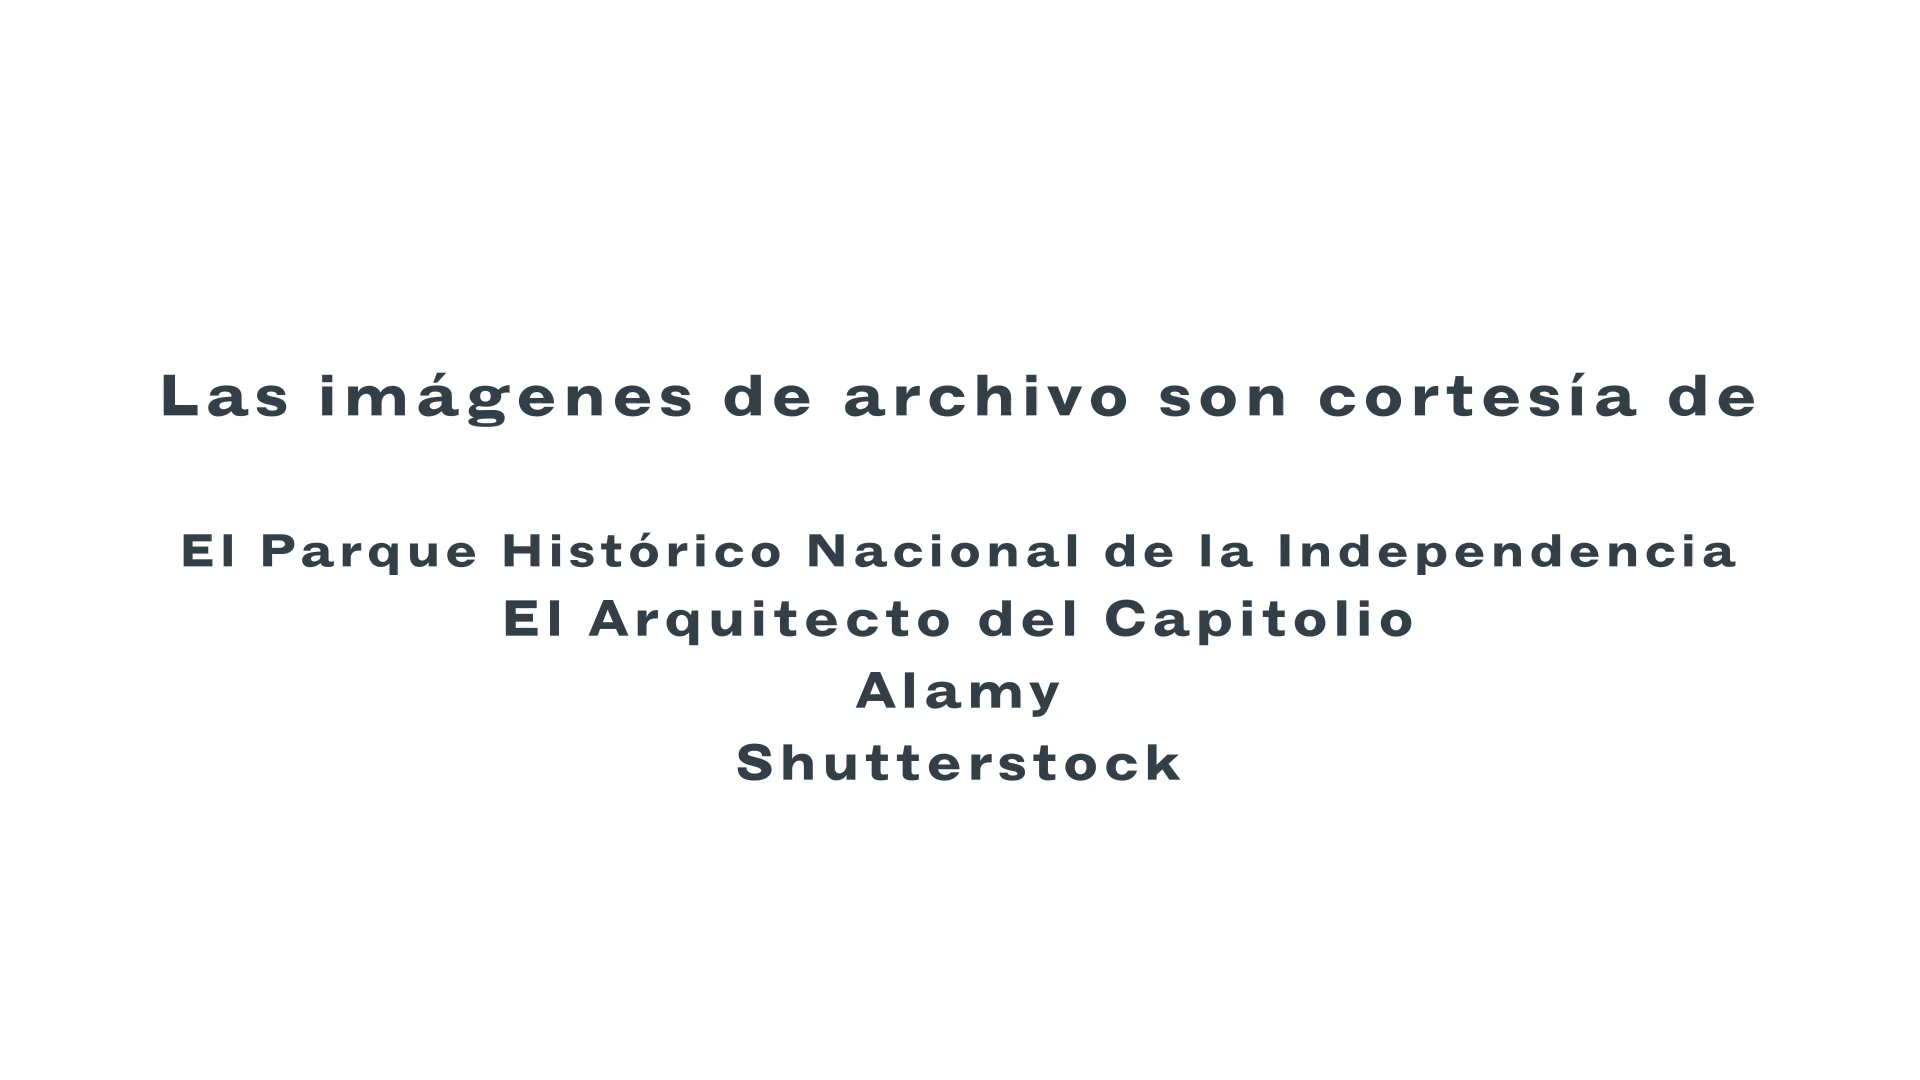 Las imágenes de archivo son cortesía de
El Parque Histórico Nacional de la Independencia
El Arquitecto del Capitolio
Alamy
Shutterstock